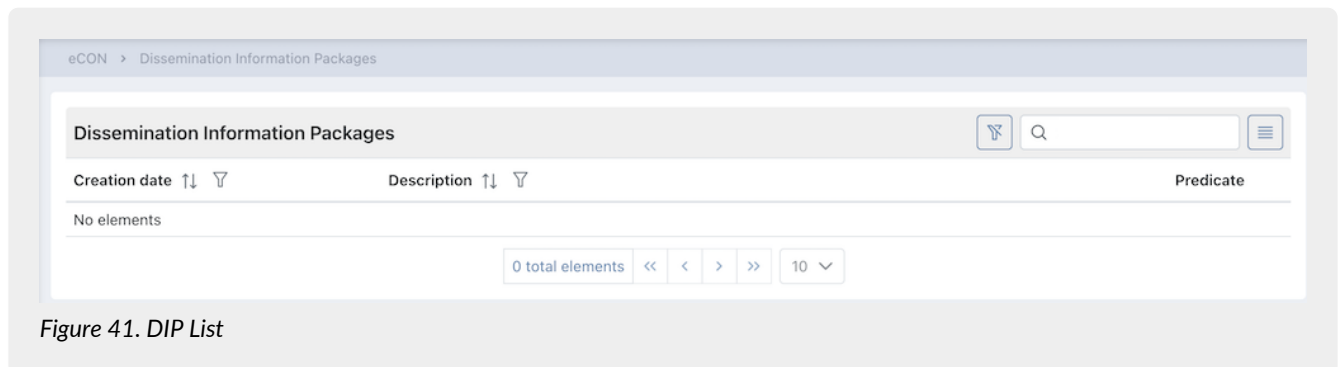 eCON > Dissemination Information Packages
Dissemination Information Packages
Creation date Description Predicate
No elements
0 total elements << < > >> 10
Figure 41. DIP List